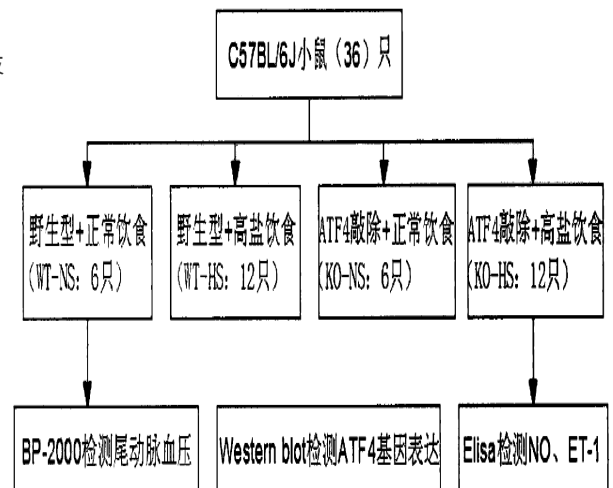 C57BL/6J小鼠（36）只
野生型+正常饮食
(WT-NS: 6只)
野生型+高盐饮食
(WT-HS: 12只)
ATF4敲除+正常饮食
(KO-NS: 6只)
ATF4敲除+高盐饮食
(KO-HS: 12只)
BP-2000检测尾动脉血压
Western blot检测ATF4基因表达
Elisa检测NO、ET-1